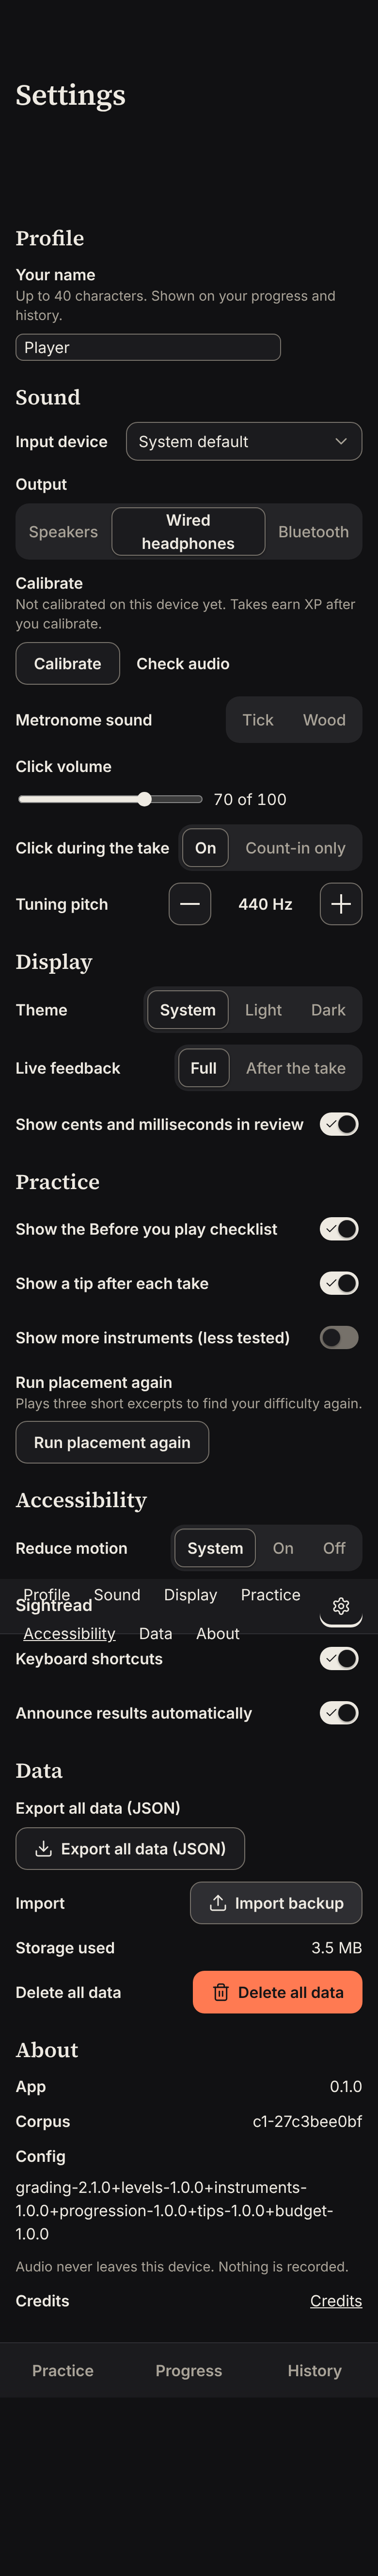 Settings
Profile
Your name
Up to 40 characters. Shown on your progress and
history.
Player
Sound
Input device
System default
Output
Speakers
Wired
headphones
Bluetooth
Calibrate
Not calibrated on this device yet. Takes earn XP after
you calibrate.
Calibrate
Check audio
Metronome sound
Tick
Wood
Click volume
70 of 100
Click during the take
On
Count-in only
Tuning pitch
440 Hz
Display
Theme
System
Light
Dark
Live feedback
Full
After the take
Show cents and milliseconds in review
Practice
Show the Before you play checklist
Show a tip after each take
Show more instruments (less tested)
Run placement again
Plays three short excerpts to find your difficulty again.
Run placement again
Accessibility
Reduce motion
System
On
Off
Profile
Sound
Display
Practice
Sightread
Accessibility
Data
About
Keyboard shortcuts
Announce results automatically
Data
Export all data (JSON)
Export all data (JSON)
Import
Import backup
Storage used
3.5 MB
Delete all data
Delete all data
About
App
0.1.0
Corpus
c1-27c3bee0bf
Config
grading-2.1.0+levels-1.0.0+instruments-
1.0.0+progression-1.0.0+tips-1.0.0+budget-
1.0.0
Audio never leaves this device. Nothing is recorded.
Credits
Credits
Practice
Progress
History